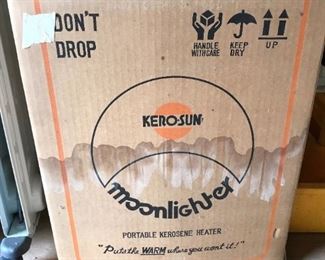 DON'T
DROP
HANDLE
WITH CARE
KEEP
DRY
UP
KERO-SUN
moonlighter
PORTABLE KEROSENE HEATER
"Puts the WARM where you want it!"